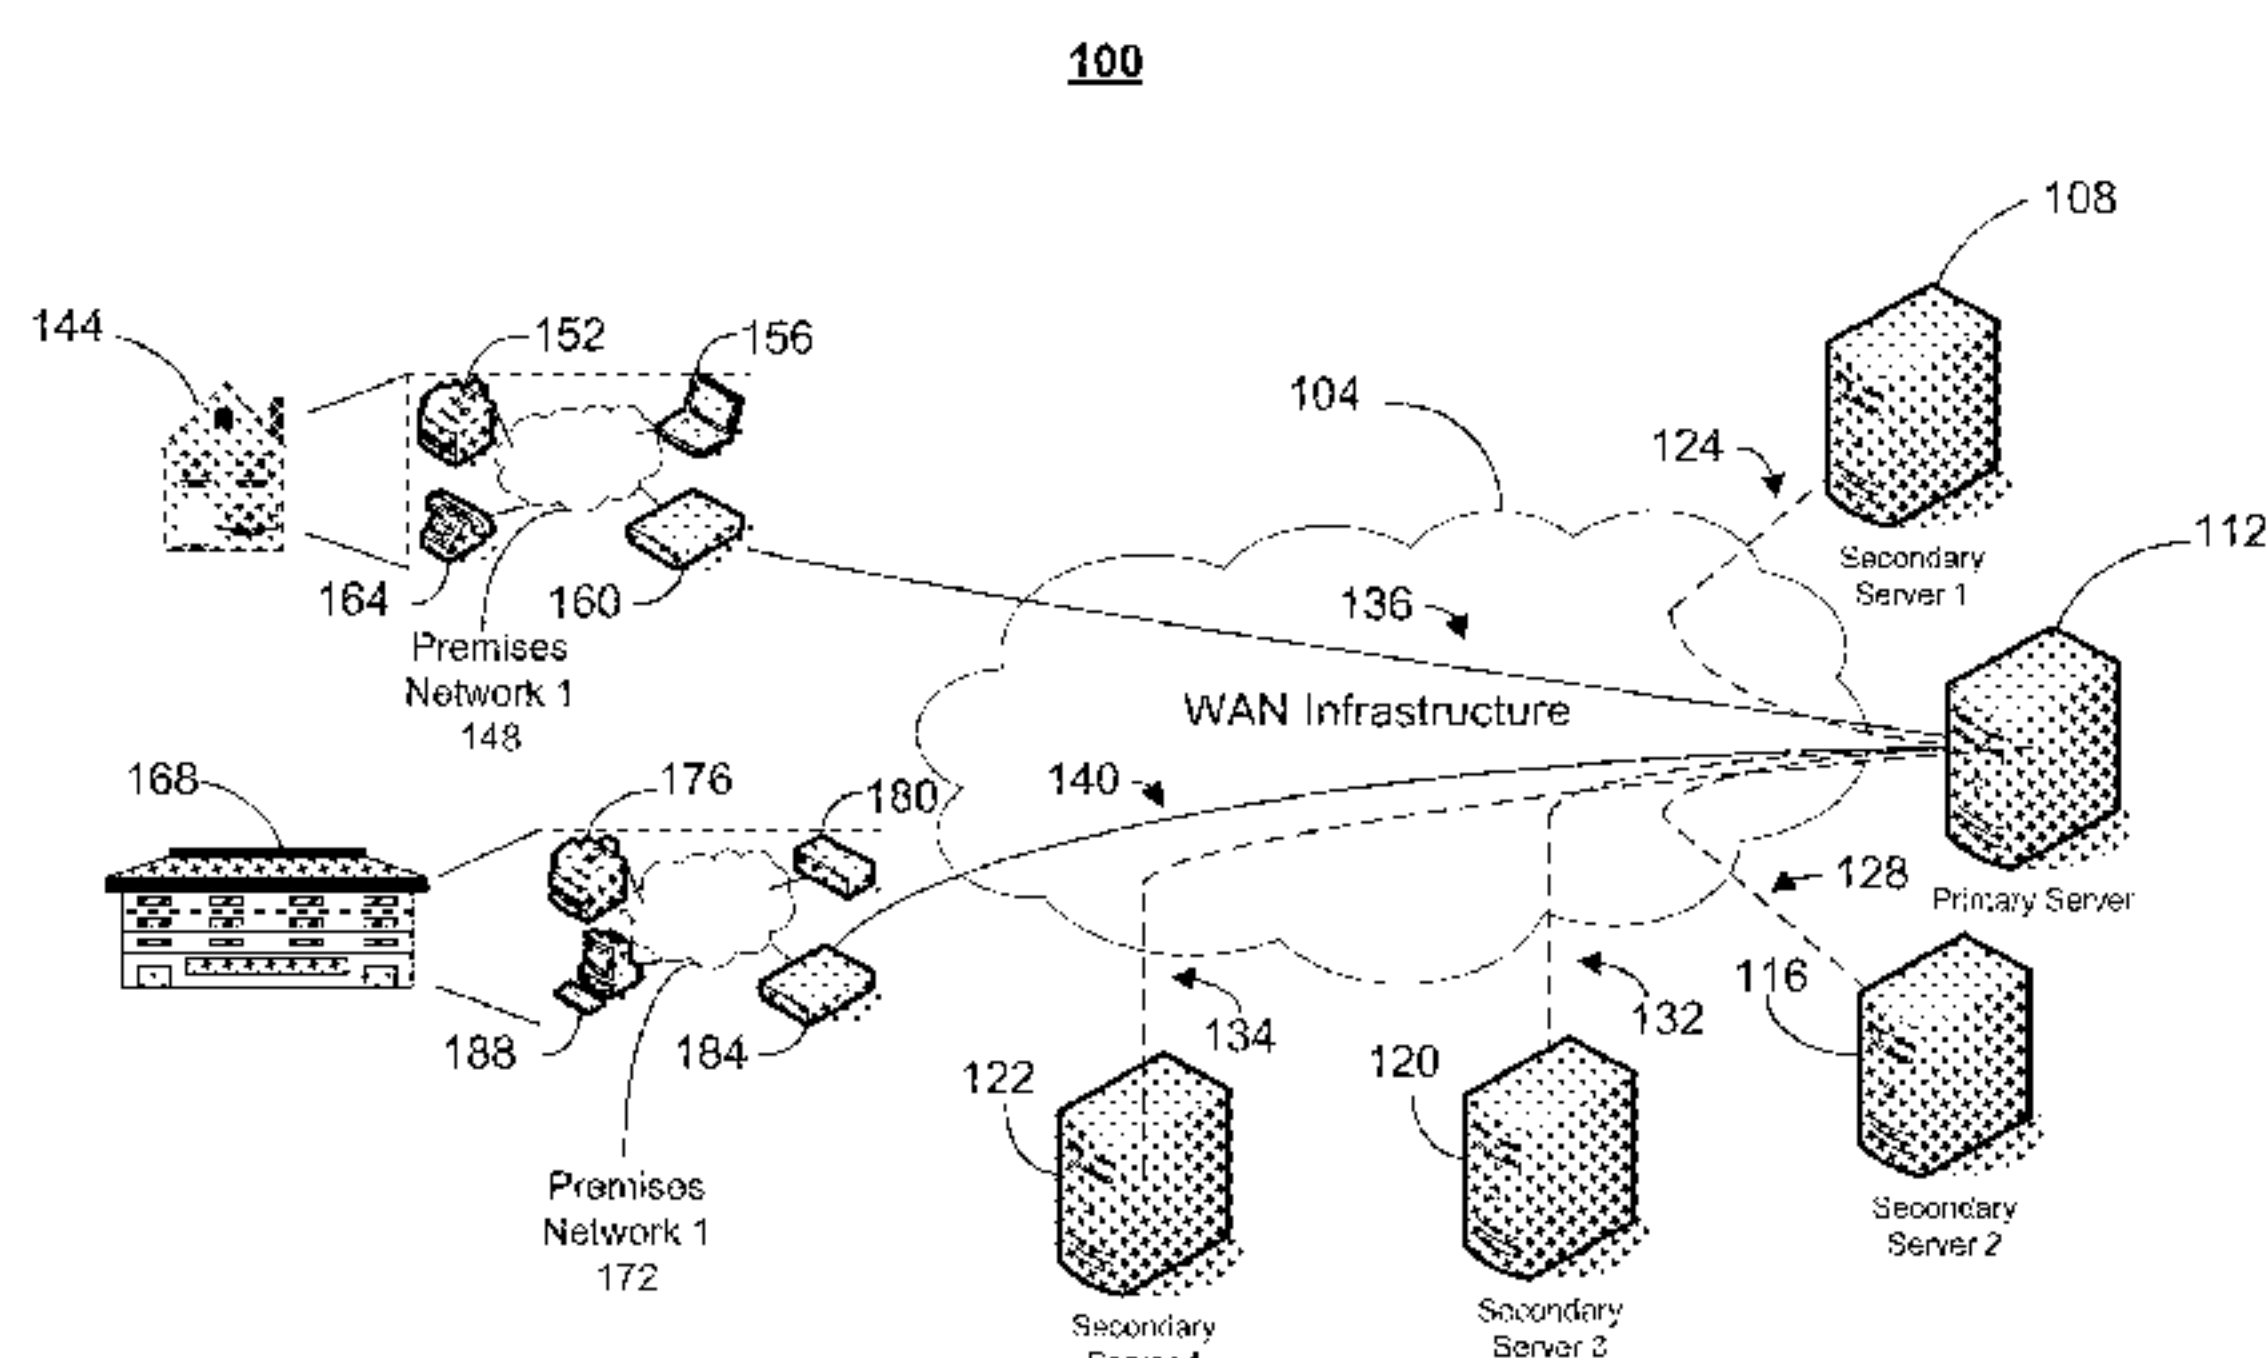 100
108
144
152
156
104
124
112
Secondary
Server 1
164
160
136
Premises
Network 1
148
WAN Infrastructure
168
176
180
140
128
Primary Server
116
188
184
134
132
122
120
Premises
Network 1
172
Secondary
Server 2
Secondary
Server 3
Secondary